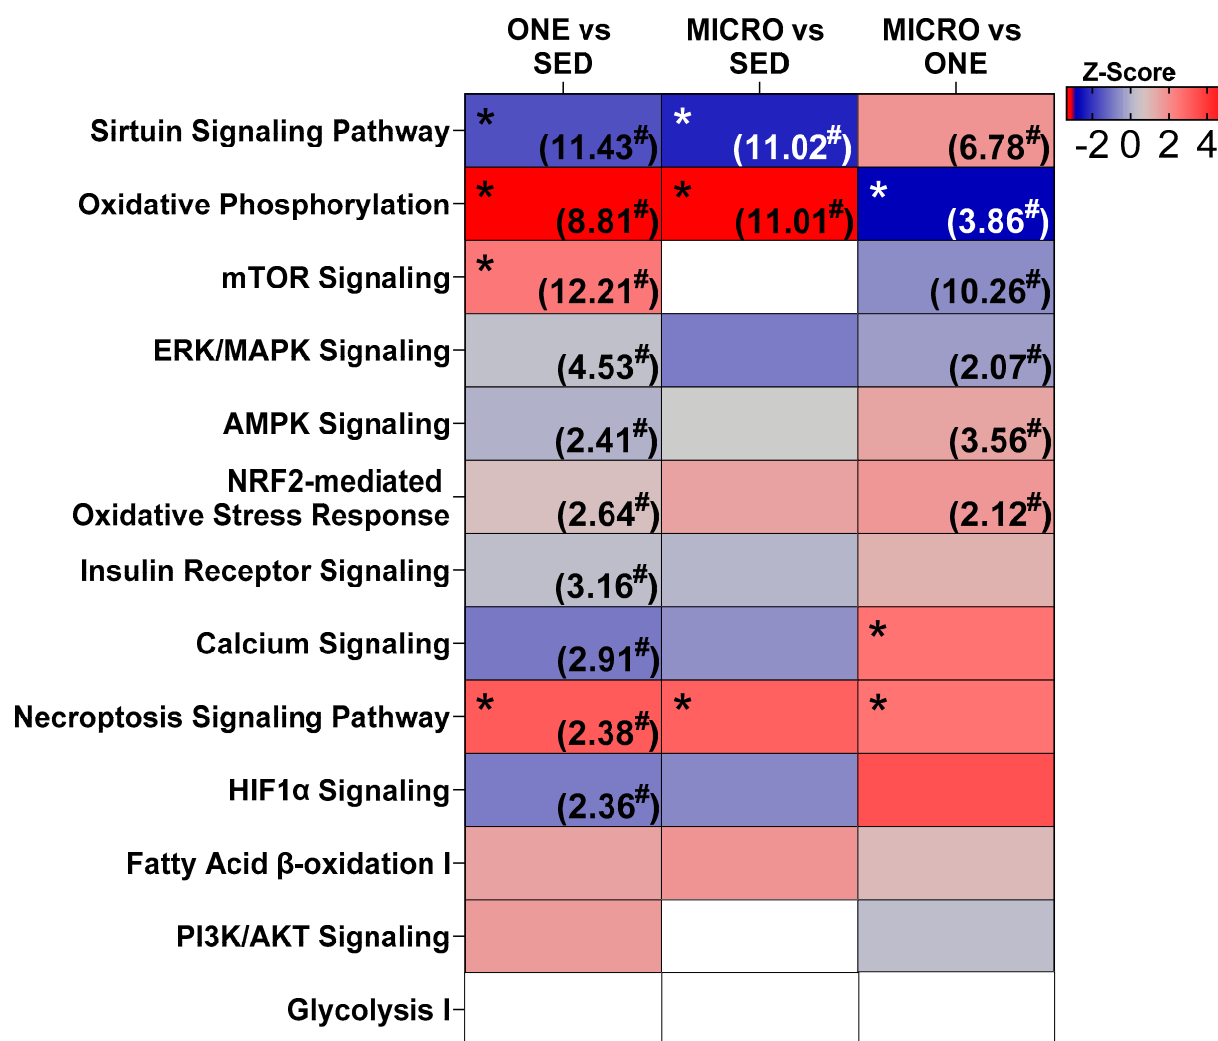 ONE vs
SED
MICRO vs
SED
MICRO vs
ONE
Z-Score
-2 0 2 4
Sirtuin Signaling Pathway
* (11.43#)
* (11.02#)
(6.78#)
Oxidative Phosphorylation
* (8.81#)
* (11.01#)
* (3.86#)
mTOR Signaling
* (12.21#)
(10.26#)
ERK/MAPK Signaling
(4.53#)
(2.07#)
AMPK Signaling
(2.41#)
(3.56#)
NRF2-mediated
Oxidative Stress Response
(2.64#)
(2.12#)
Insulin Receptor Signaling
(3.16#)
Calcium Signaling
(2.91#)
*
Necroptosis Signaling Pathway
* (2.38#)
*
*
HIF1α Signaling
(2.36#)
Fatty Acid β-oxidation I
PI3K/AKT Signaling
Glycolysis I